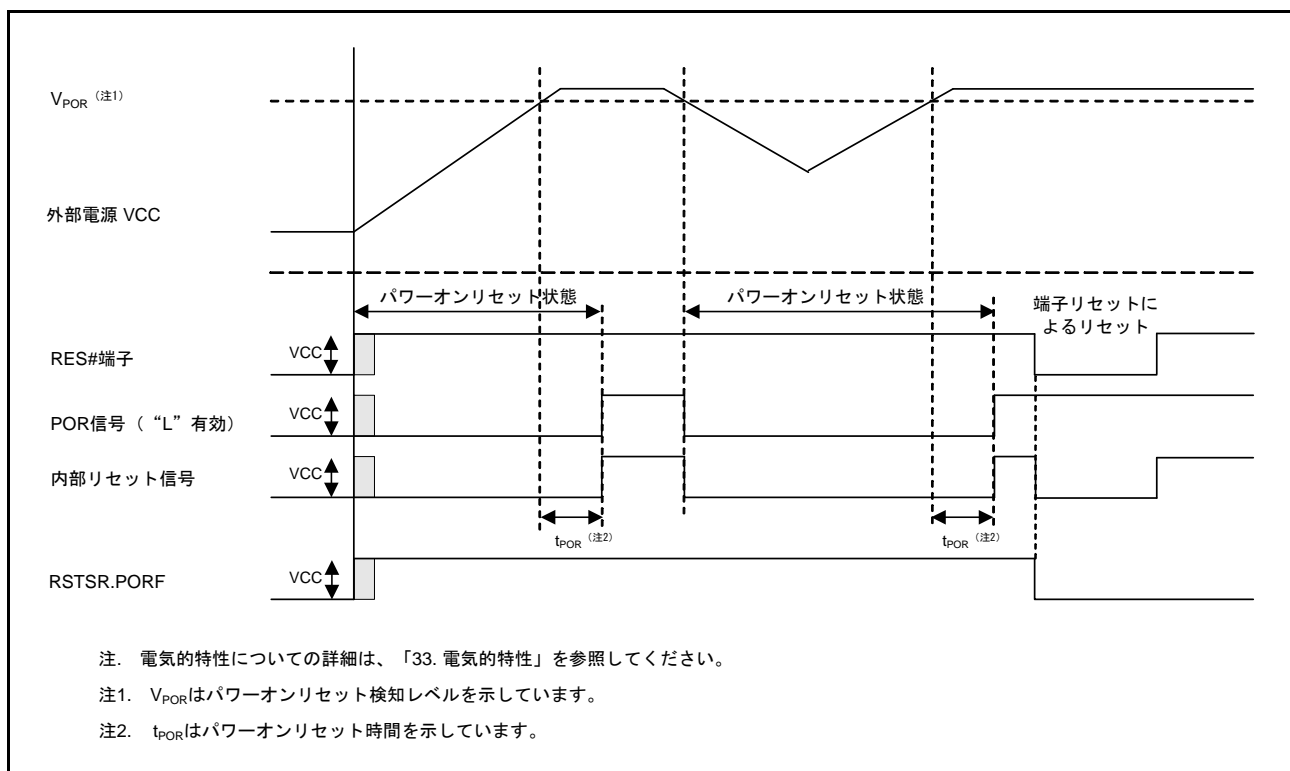 VPOR（注1）
外部電源 VCC
パワーオンリセット状態
パワーオンリセット状態
端子リセットに
よるリセット
RES#端子
VCC
POR信号（“L”有効）
VCC
内部リセット信号
VCC
tPOR（注2）
tPOR（注2）
RSTSR.PORF
VCC
注. 電気的特性についての詳細は、「33. 電気的特性」を参照してください。
注1. VPORはパワーオンリセット検知レベルを示しています。
注2. tPORはパワーオンリセット時間を示しています。